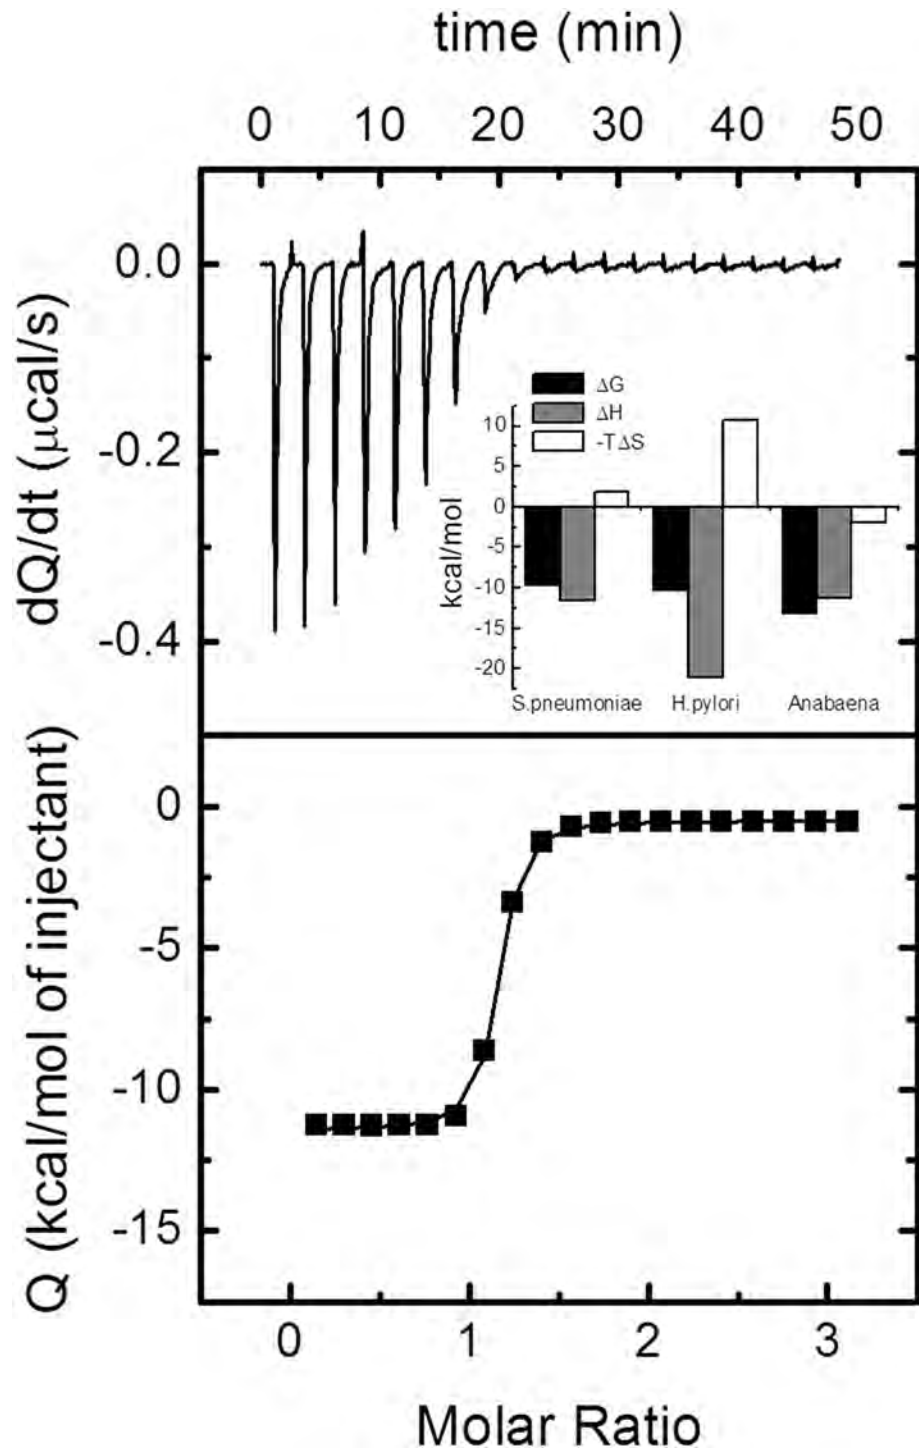 time (min)
0 10 20 30 40 50
dQ/dt (μcal/s)
0.0
-0.2
-0.4
ΔG
ΔH
-TΔS
kcal/mol
10
5
0
-5
-10
-15
-20
S.pneumoniae H.pylori Anabaena
Q (kcal/mol of injectant)
0
-5
-10
-15
0 1 2 3
Molar Ratio